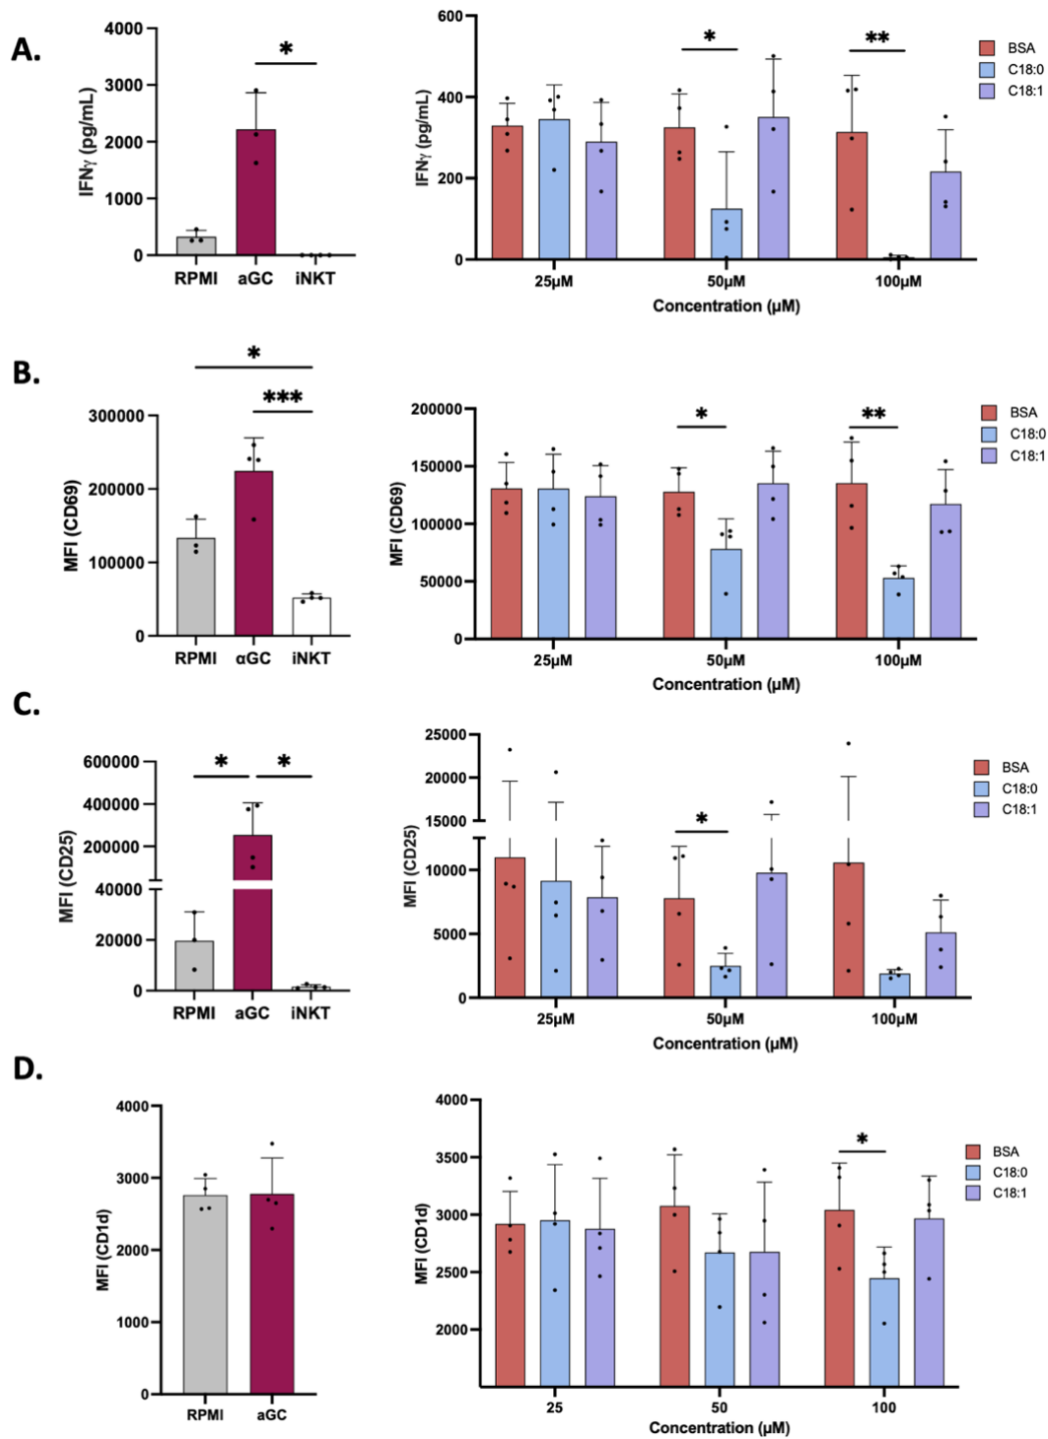 A.
IFNγ (pg/mL)
4000
3000
2000
1000
0
*
RPMI aGC iNKT
IFNγ (pg/mL)
600
400
200
0
* **
25µM 50µM 100µM
Concentration (µM)
BSA
C18:0
C18:1
B.
MFI (CD69)
300000
200000
100000
0
*
***
RPMI αGC iNKT
MFI (CD69)
200000
150000
100000
50000
0
* **
25µM 50µM 100µM
Concentration (µM)
BSA
C18:0
C18:1
C.
MFI (CD25)
600000
400000
200000
40000
20000
0
* *
RPMI aGC iNKT
MFI (CD25)
25000
20000
15000
10000
5000
0
*
25µM 50µM 100µM
Concentration (µM)
BSA
C18:0
C18:1
D.
MFI (CD1d)
4000
3000
2000
1000
0
RPMI aGC
MFI (CD1d)
4000
3500
3000
2500
2000
*
25 50 100
Concentration (µM)
BSA
C18:0
C18:1